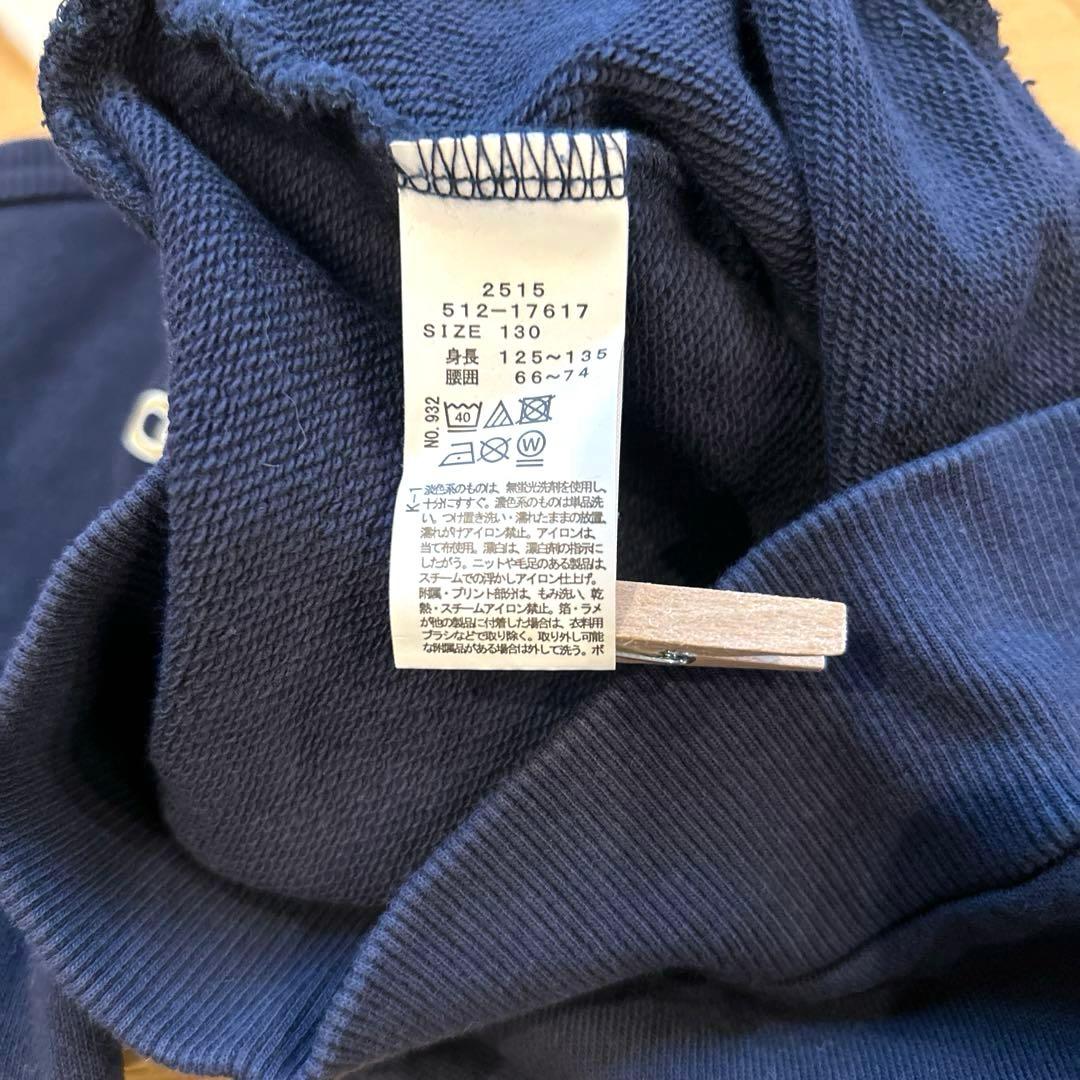 2515
512-17617
SIZE 130
身長 125~135
腰囲 66~74
NO.932
40
W
K-1
淡色系のものは、無蛍光洗剤を使用し、
十分にすすぐ。濃色系のものは単品洗
い。つけ置き洗い・濡れたままの放置、
濡れがけアイロン禁止。アイロンは、
当て布使用。漂白は、漂白剤の指示に
したがう。ニットや毛足のある製品は、
スチームでの浮かしアイロン仕上げ。
附属・プリント部分は、もみ洗い、乾
熱・スチームアイロン禁止。箔・ラメ
が他の製品に付着した場合は、衣料用
ブラシなどで取り除く。取り外し可能
な附属品がある場合は外して洗う。ポ